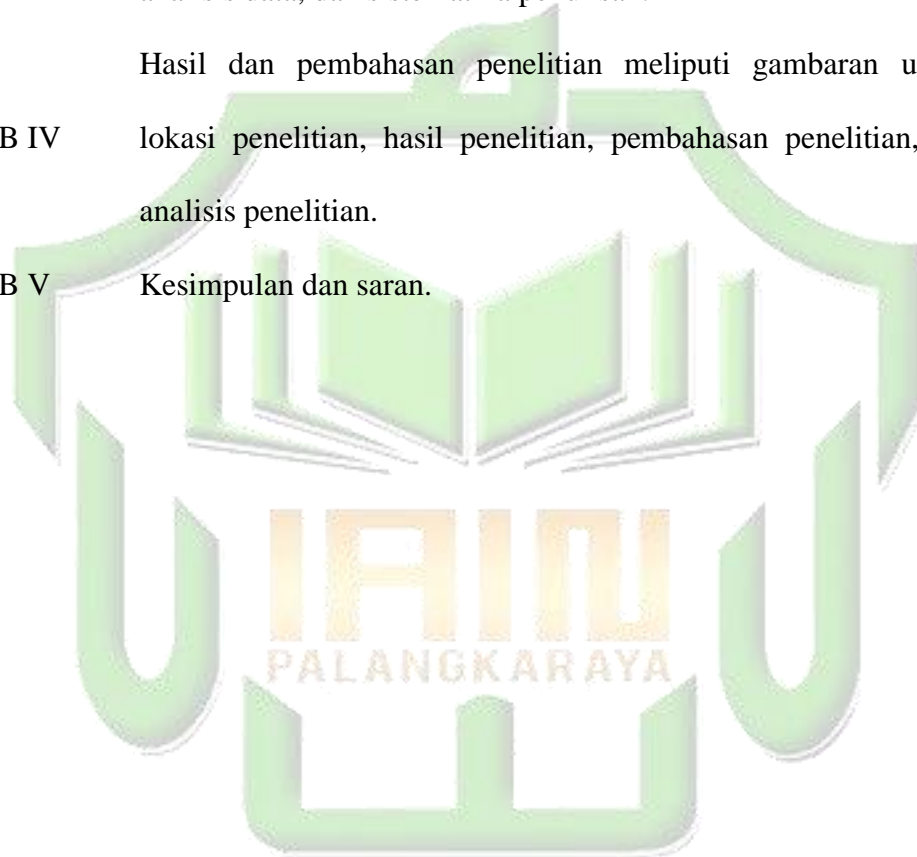 Hasil dan pembahasan penelitian meliputi gambaran u
B IV lokasi penelitian, hasil penelitian, pembahasan penelitian,
analisis penelitian.
B V Kesimpulan dan saran.
IAIN
PALANGKARAYA